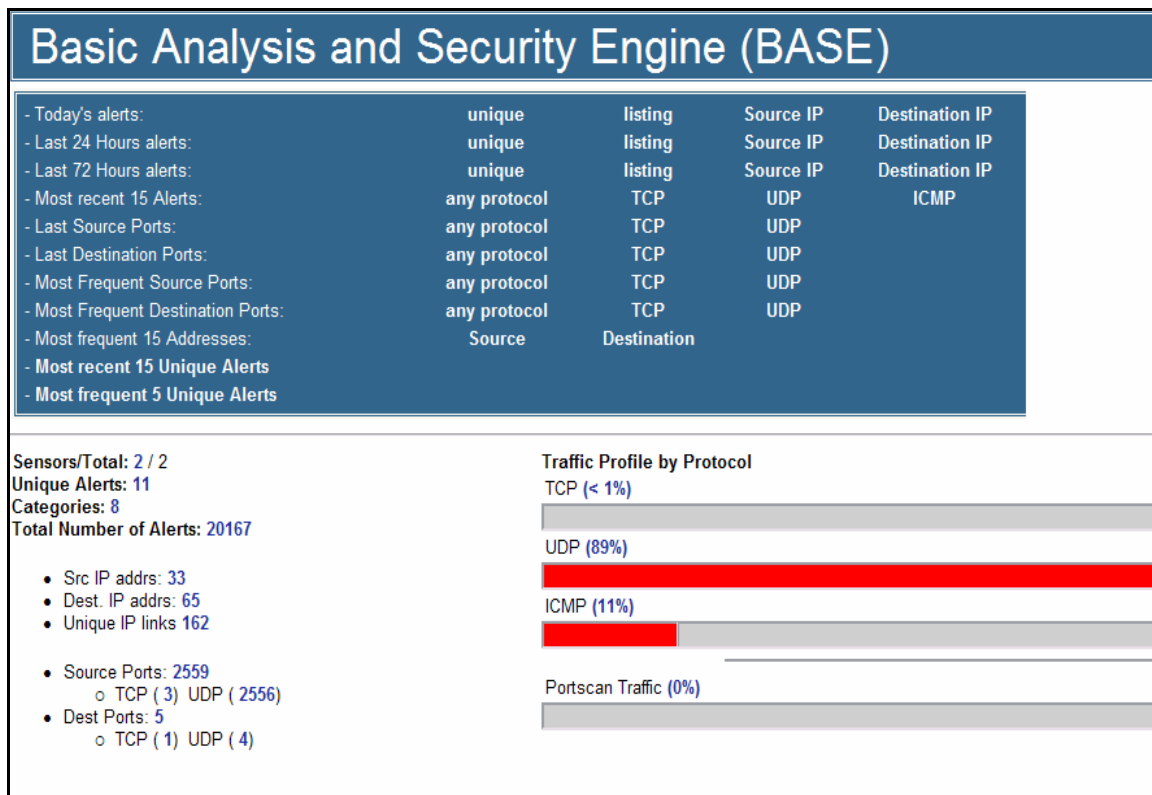 Basic Analysis and Security Engine (BASE)
- Today's alerts: unique listing Source IP Destination IP
- Last 24 Hours alerts: unique listing Source IP Destination IP
- Last 72 Hours alerts: unique listing Source IP Destination IP
- Most recent 15 Alerts: any protocol TCP UDP ICMP
- Last Source Ports: any protocol TCP UDP
- Last Destination Ports: any protocol TCP UDP
- Most Frequent Source Ports: any protocol TCP UDP
- Most Frequent Destination Ports: any protocol TCP UDP
- Most frequent 15 Addresses: Source Destination
- Most recent 15 Unique Alerts
- Most frequent 5 Unique Alerts
Sensors/Total: 2 / 2
Unique Alerts: 11
Categories: 8
Total Number of Alerts: 20167
• Src IP addrs: 33
• Dest. IP addrs: 65
• Unique IP links 162
• Source Ports: 2559
o TCP ( 3) UDP ( 2556)
• Dest Ports: 5
o TCP ( 1) UDP ( 4)
Traffic Profile by Protocol
TCP (< 1%)
UDP (89%)
ICMP (11%)
Portscan Traffic (0%)